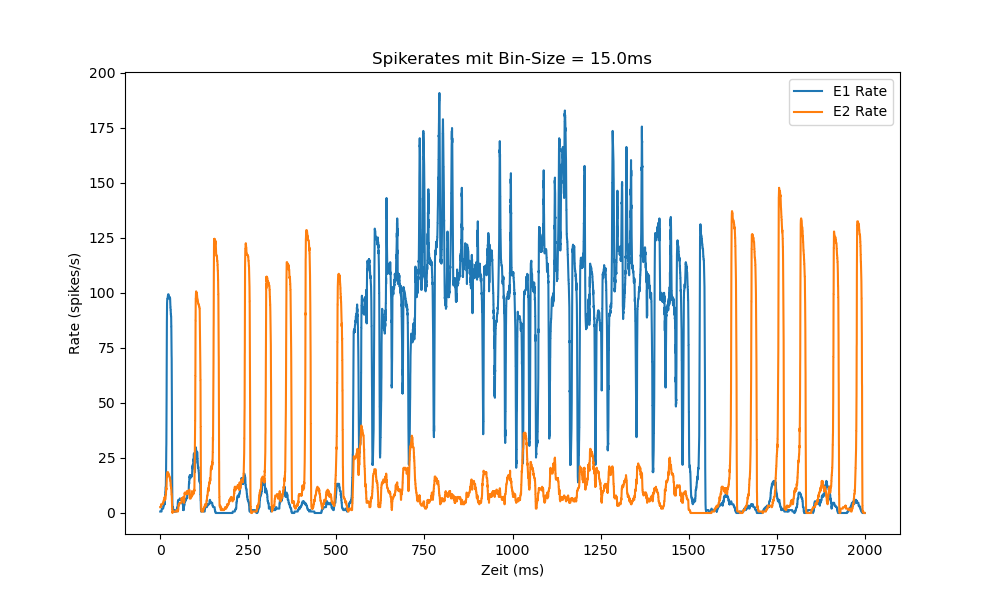 Spikerates mit Bin-Size = 15.0ms
200
175
150
125
100
75
50
25
0
Rate (spikes/s)
E1 Rate
E2 Rate
0 250 500 750 1000 1250 1500 1750 2000
Zeit (ms)